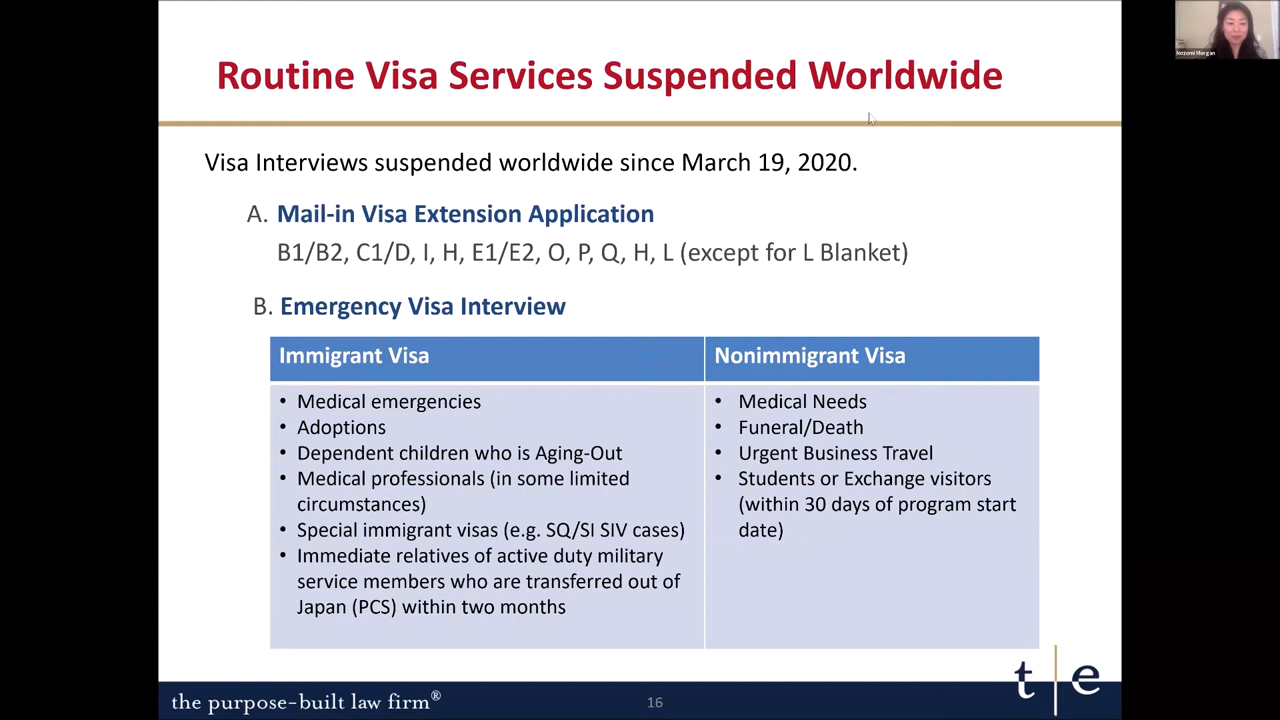 Routine Visa Services Suspended Worldwide
Nozomi Morgan
Visa Interviews suspended worldwide since March 19, 2020.
A. Mail-in Visa Extension Application
B1/B2, C1/D, I, H, E1/E2, O, P, Q, H, L (except for L Blanket)
B. Emergency Visa Interview
Immigrant Visa
• Medical emergencies
• Adoptions
• Dependent children who is Aging-Out
• Medical professionals (in some limited
circumstances)
• Special immigrant visas (e.g. SQ/SI SIV cases)
• Immediate relatives of active duty military
service members who are transferred out of
Japan (PCS) within two months
Nonimmigrant Visa
• Medical Needs
• Funeral/Death
• Urgent Business Travel
• Students or Exchange visitors
(within 30 days of program start
date)
the purpose-built law firm®
16
t|e